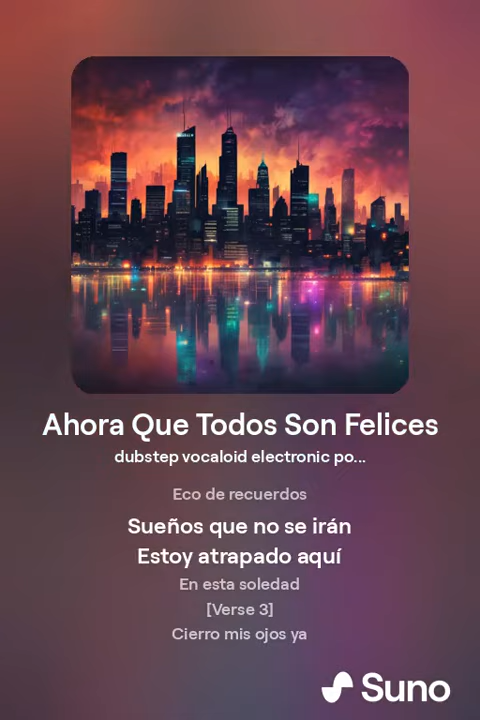 Ahora Que Todos Son Felices
dubstep vocaloid electronic po...
Eco de recuerdos
Sueños que no se irán
Estoy atrapado aquí
En esta soledad
[Verse 3]
Cierro mis ojos ya
Suno